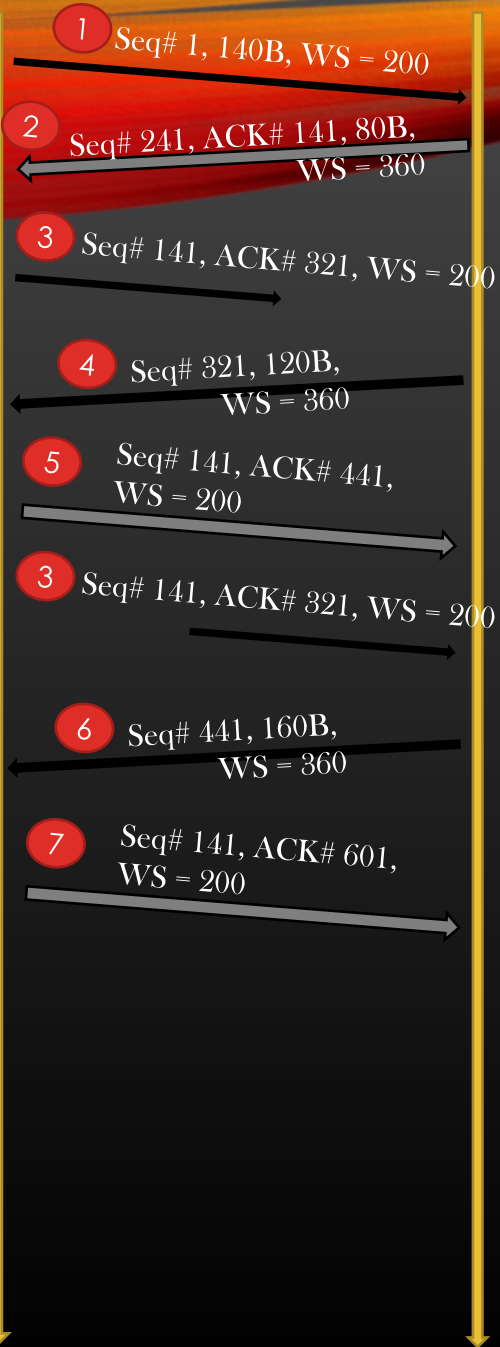 1
Seq# 1, 140B, WS = 200
2
Seq# 241, ACK# 141, 80B,
WS = 360
3
Seq# 141, ACK# 321, WS = 200
4
Seq# 321, 120B,
WS = 360
5
Seq# 141, ACK# 441,
WS = 200
3
Seq# 141, ACK# 321, WS = 200
6
Seq# 441, 160B,
WS = 360
7
Seq# 141, ACK# 601,
WS = 200